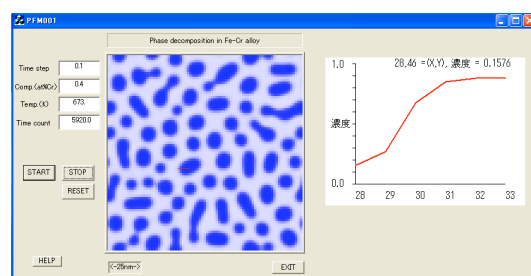 PFM001
Phase decomposition in Fe-Cr alloy
Time step 0.1
Comp.(at%Cr) 0.4
Temp.(K) 673.
Time count 5920.0
START STOP
RESET
HELP
<-25nm->
EXIT
28,46 =(X,Y), 濃度 = 0.1576
1.0
濃度
0.0
28 29 30 31 32 33